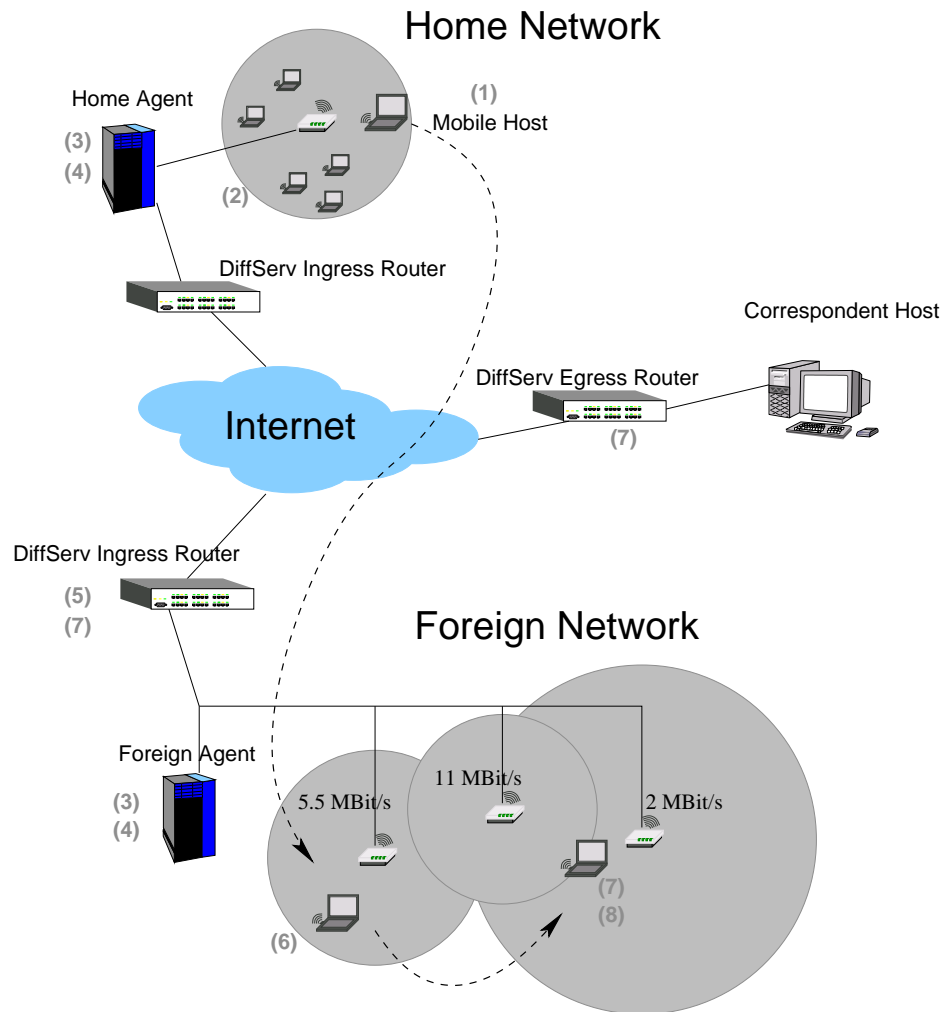 Home Network
(1)
Home Agent
Mobile Host
(3)
(4)
(2)
DiffServ Ingress Router
Correspondent Host
DiffServ Egress Router
Internet
(7)
DiffServ Ingress Router
(5)
(7)
Foreign Network
Foreign Agent
11 MBit/s
5.5 MBit/s
2 MBit/s
(3)
(4)
(7)
(8)
(6)